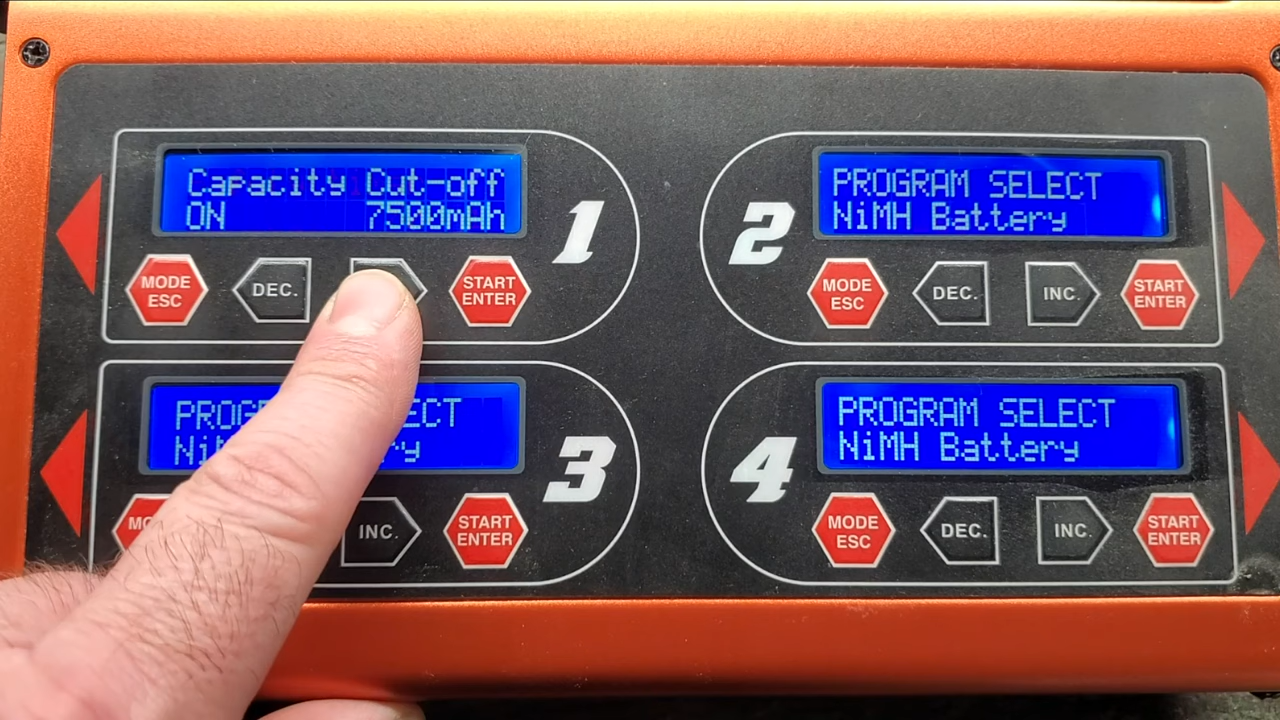 Capacity Cut-off
ON 7500mAh
1
MODE ESC
DEC.
START ENTER
PROGRAM SELECT
NiMH Battery
2
MODE ESC
DEC.
INC.
START ENTER
3
INC.
START ENTER
PROGRAM SELECT
NiMH Battery
4
MODE ESC
DEC.
INC.
START ENTER